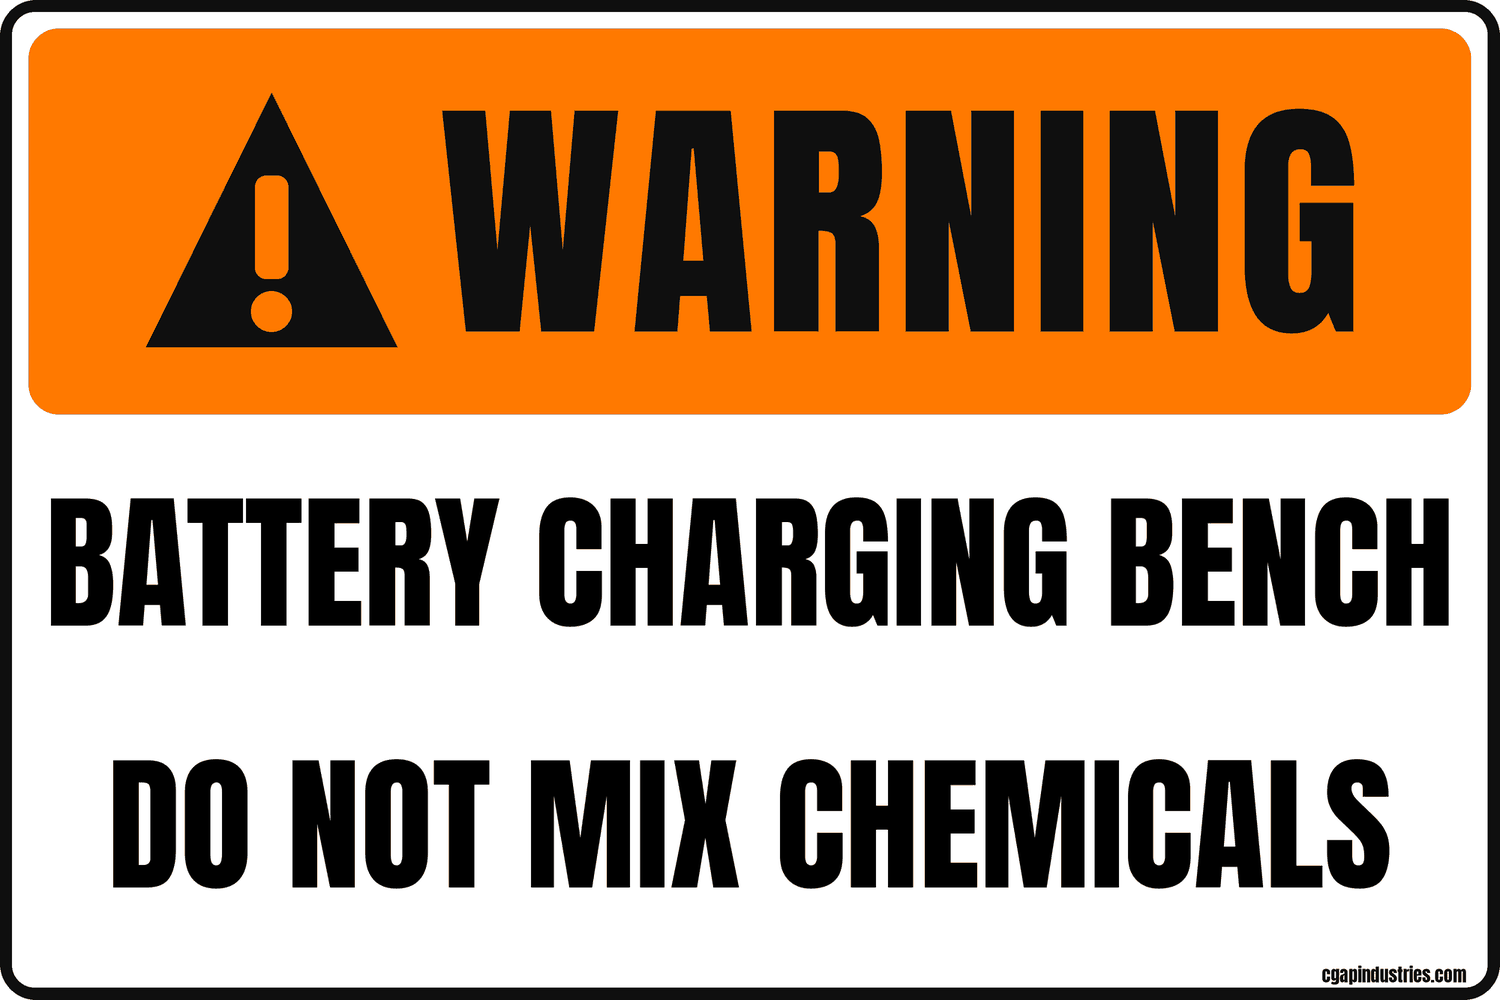 WARNING
BATTERY CHARGING BENCH
DO NOT MIX CHEMICALS
cgapindustries.com